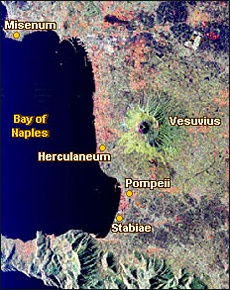 Misenum
Bay of
Naples
Vesuvius
Herculaneum
Pompeii
Stabiae